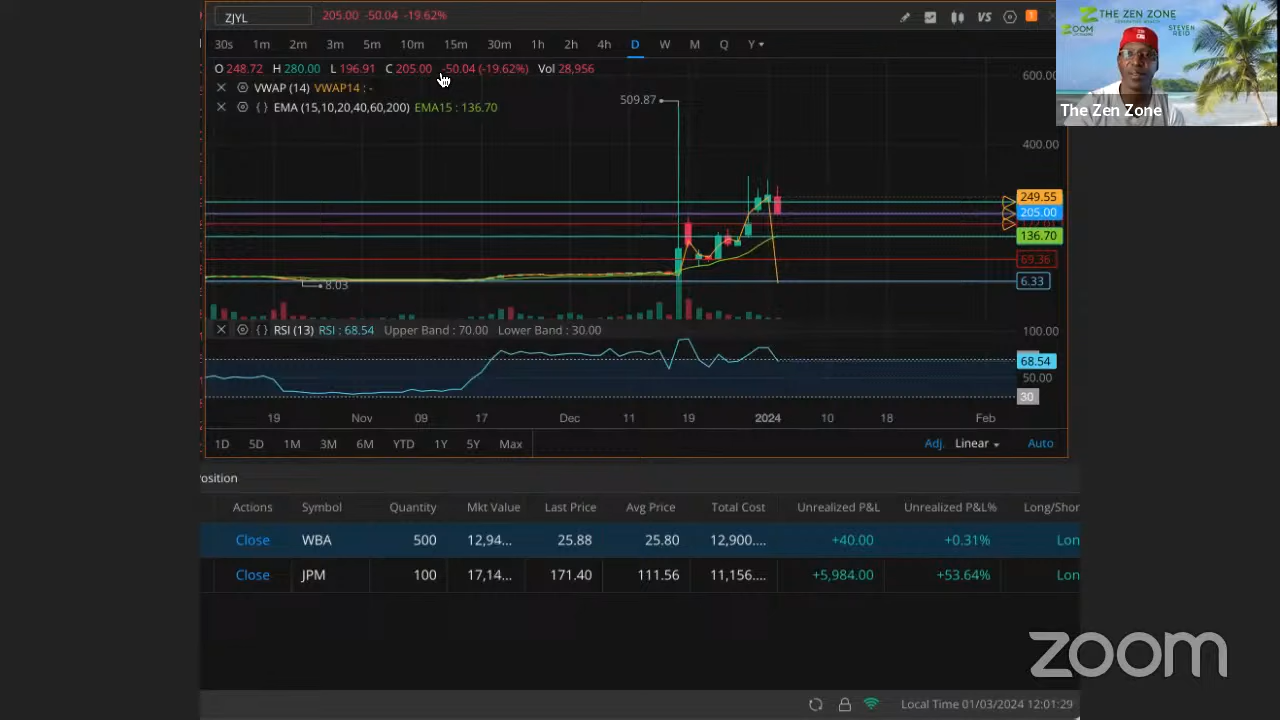 ZJYL 205.00 -50.04 -19.62% VS 1
30s 1m 2m 3m 5m 10m 15m 30m 1h 2h 4h D W M Q Y
O 248.72 H 280.00 L 196.91 C 205.00 -50.04 (-19.62%) Vol 28,956
VWAP (14) VWAP14 : -
{ } EMA (15,10,20,40,60,200) EMA15 : 136.70
600.00
509.87
400.00
249.55
205.00
136.70
69.36
6.33
8.03
{ } RSI (13) RSI : 68.54 Upper Band : 70.00 Lower Band : 30.00
100.00
68.54
50.00
30
19 Nov 09 17 Dec 11 19 2024 10 18 Feb
1D 5D 1M 3M 6M YTD 1Y 5Y Max Adj. Linear Auto
osition
Actions Symbol Quantity Mkt Value Last Price Avg Price Total Cost Unrealized P&L Unrealized P&L% Long/Shor
Close WBA 500 12,94... 25.88 25.80 12,900.... +40.00 +0.31% Lon
Close JPM 100 17,14... 171.40 111.56 11,156.... +5,984.00 +53.64% Lon
Local Time 01/03/2024 12:01:29
THE ZEN ZONE
ZOOM
STEVEN
REID
The Zen Zone
zoom